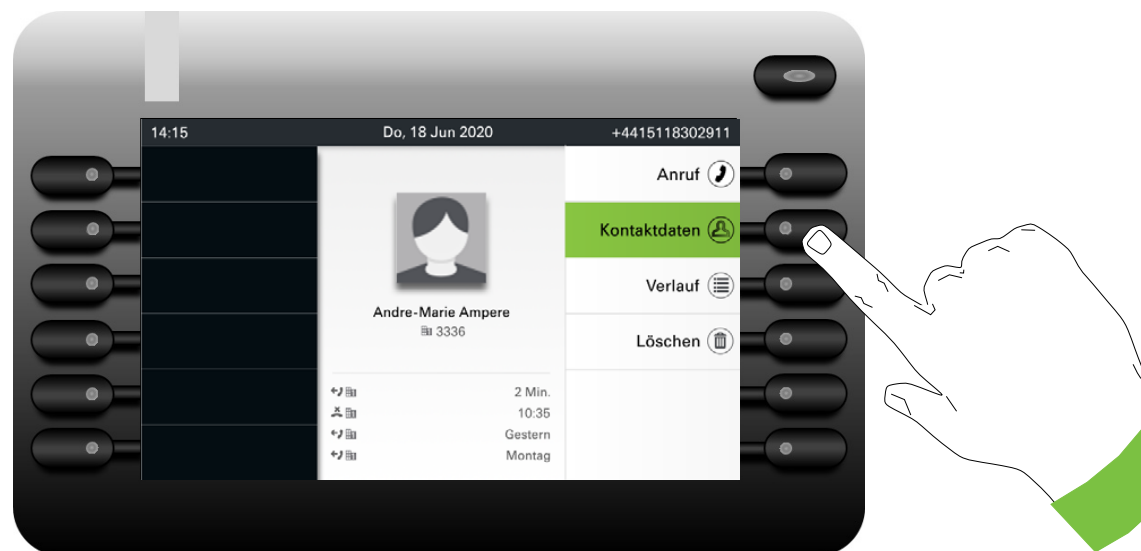 14:15 Do, 18 Jun 2020 +4415118302911
Anruf
Kontaktdaten
Verlauf
Löschen
Andre-Marie Ampere
3336
2 Min.
10:35
Gestern
Montag